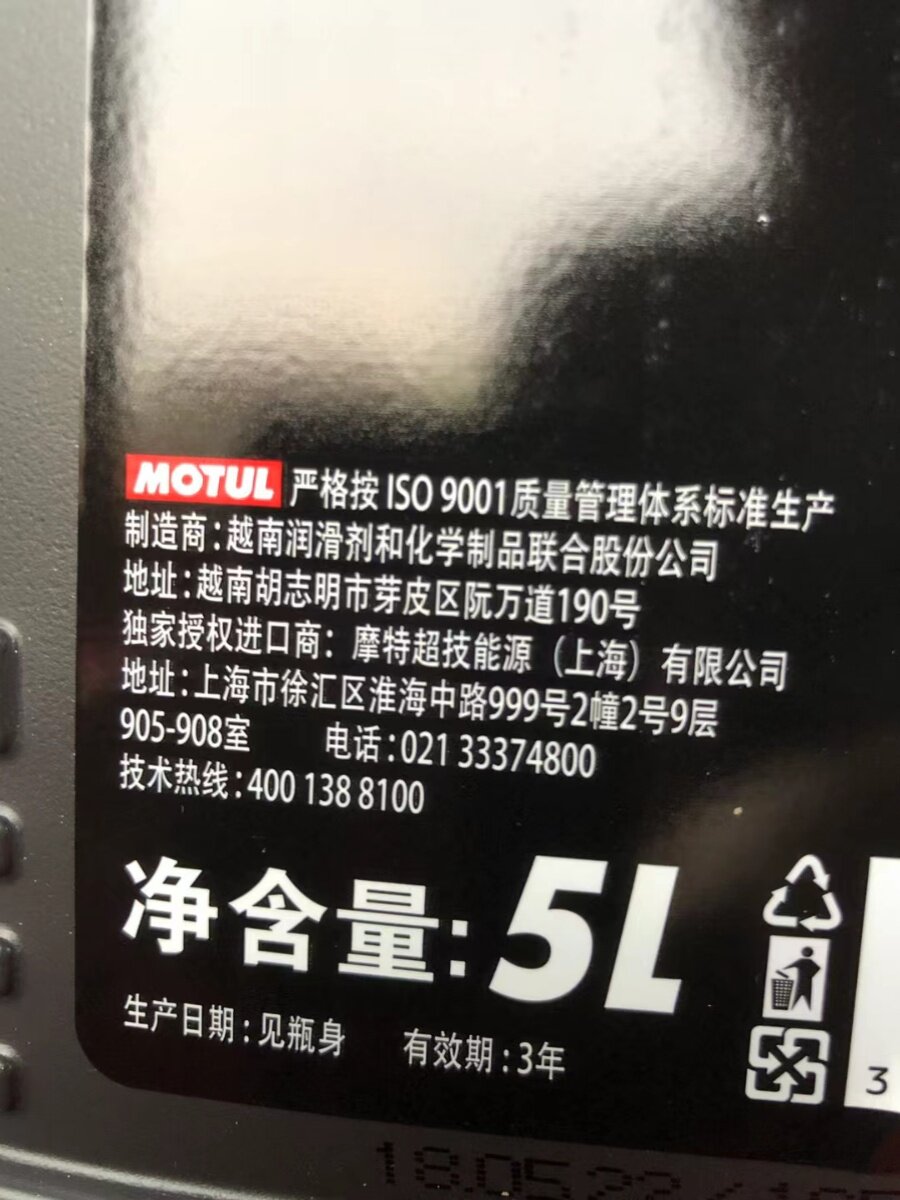 MOTUL 严格按 ISO 9001质量管理体系标准生产
制造商:越南润滑剂和化学制品联合股份公司
地址:越南胡志明市芽皮区阮万道190号
独家授权进口商：摩特超技能源（上海）有限公司
地址:上海市徐汇区淮海中路999号2幢2号9层
905-908室 电话:021 33374800
技术热线:400 138 8100
净含量:5L
生产日期:见瓶身 有效期:3年
3